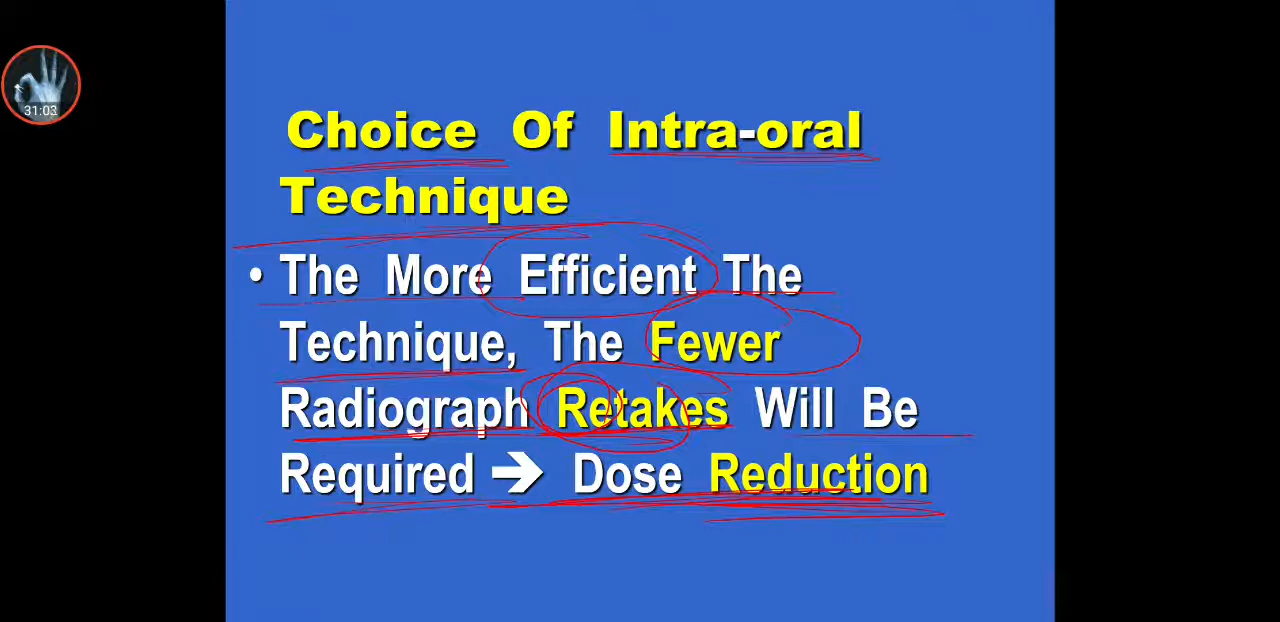 31:03
Choice Of Intra-oral
Technique
• The More Efficient The
Technique, The Fewer
Radiograph Retakes Will Be
Required ➔ Dose Reduction